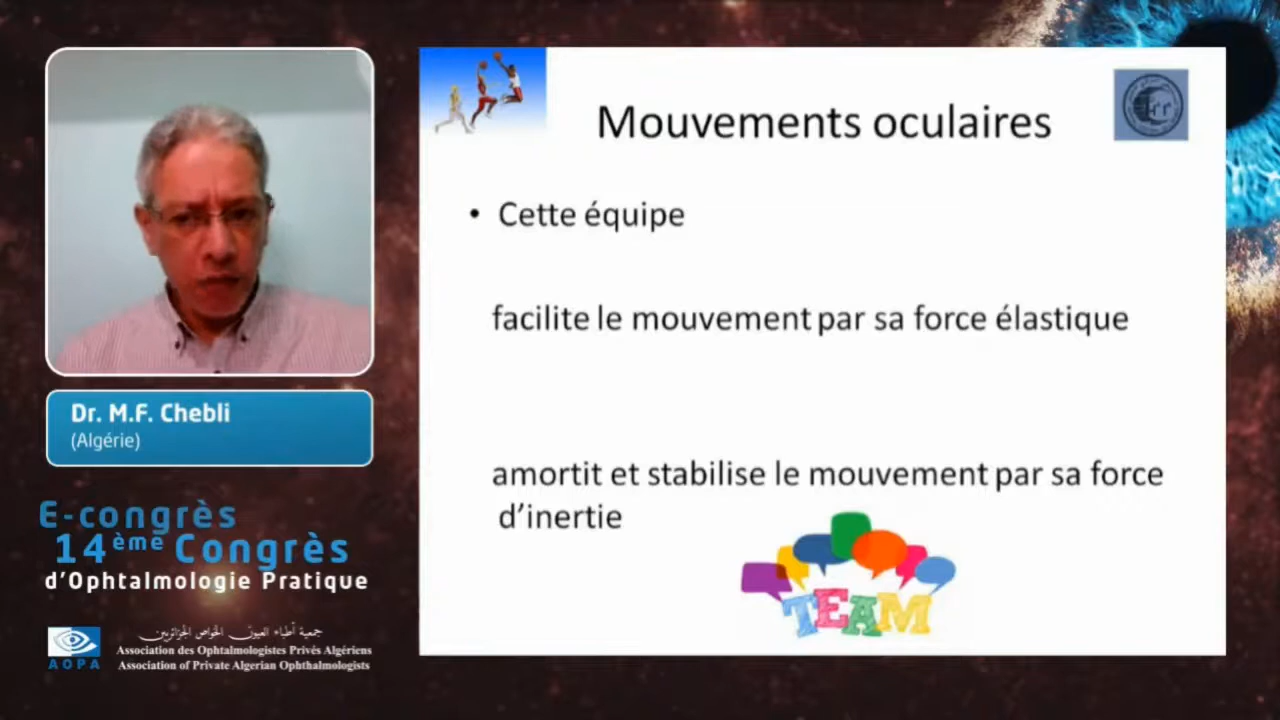 Mouvements oculaires
• Cette équipe
facilite le mouvement par sa force élastique
amortit et stabilise le mouvement par sa force
d’inertie
TEAM
Dr. M.F. Chebli
(Algérie)
E-congrès
14ème Congrès
d’Ophtalmologie Pratique
AOPA
جمعية أطباء العيون الخواص الجزائريين
Association des Ophtalmologistes Privés Algériens
Association of Private Algerian Ophthalmologists